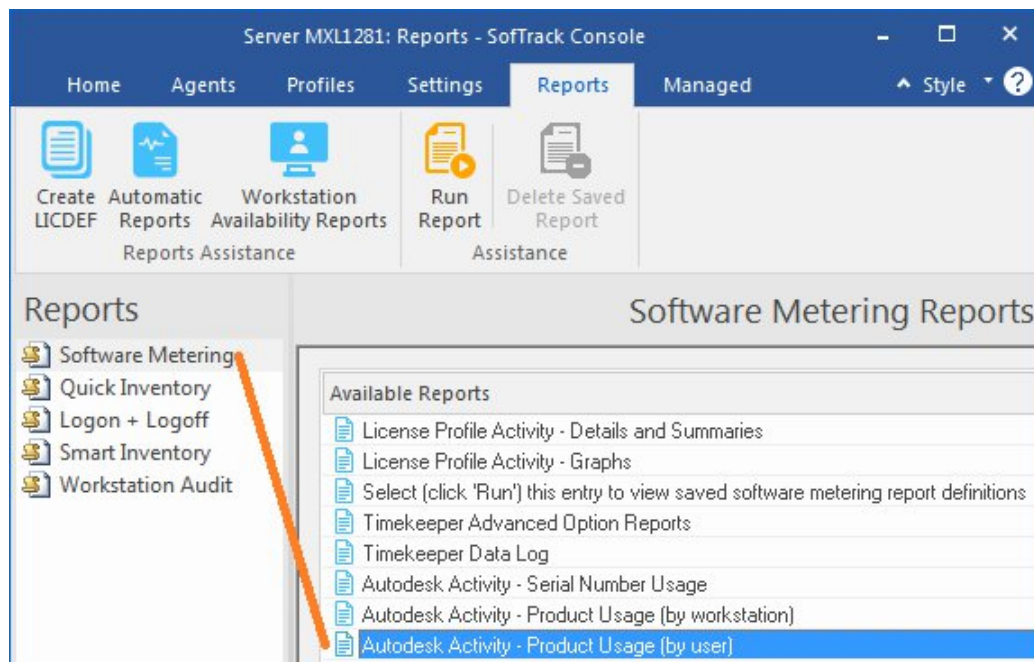 Server MXL1281: Reports - SofTrack Console
Home Agents Profiles Settings Reports Managed Style ?
Create LICDEF
Automatic Reports
Workstation Availability Reports
Run Report
Delete Saved Report
Reports Assistance
Assistance
Reports
Software Metering
Quick Inventory
Logon + Logoff
Smart Inventory
Workstation Audit
Software Metering Reports
Available Reports
License Profile Activity - Details and Summaries
License Profile Activity - Graphs
Select (click 'Run') this entry to view saved software metering report definitions
Timekeeper Advanced Option Reports
Timekeeper Data Log
Autodesk Activity - Serial Number Usage
Autodesk Activity - Product Usage (by workstation)
Autodesk Activity - Product Usage (by user)